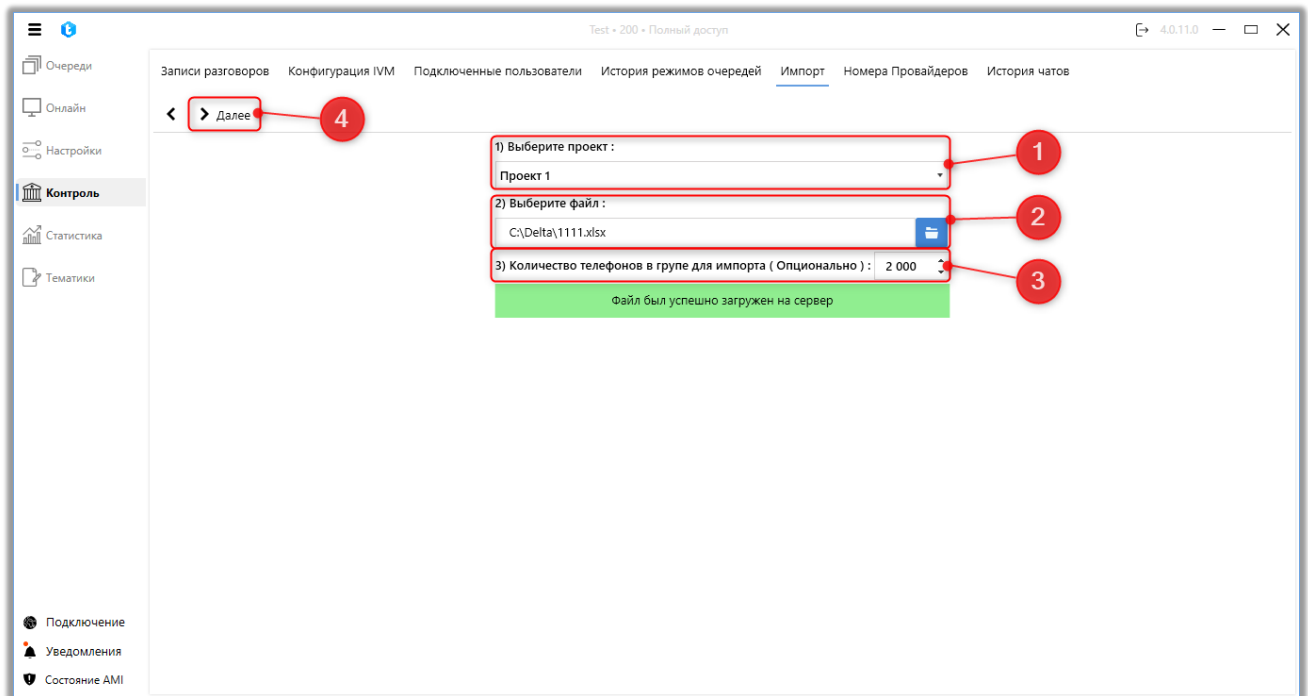 Test • 200 • Полный доступ
4.0.11.0
Очереди
Онлайн
Настройки
Контроль
Статистика
Тематики
Подключение
Уведомления
Состояние AMI
Записи разговоров Конфигурация IVM Подключенные пользователи История режимов очередей Импорт Номера Провайдеров История чатов
Далее
4
1) Выберите проект :
Проект 1
1
2) Выберите файл :
C:\Delta\1111.xlsx
2
3) Количество телефонов в групе для импорта ( Опционально ) : 2 000
3
Файл был успешно загружен на сервер